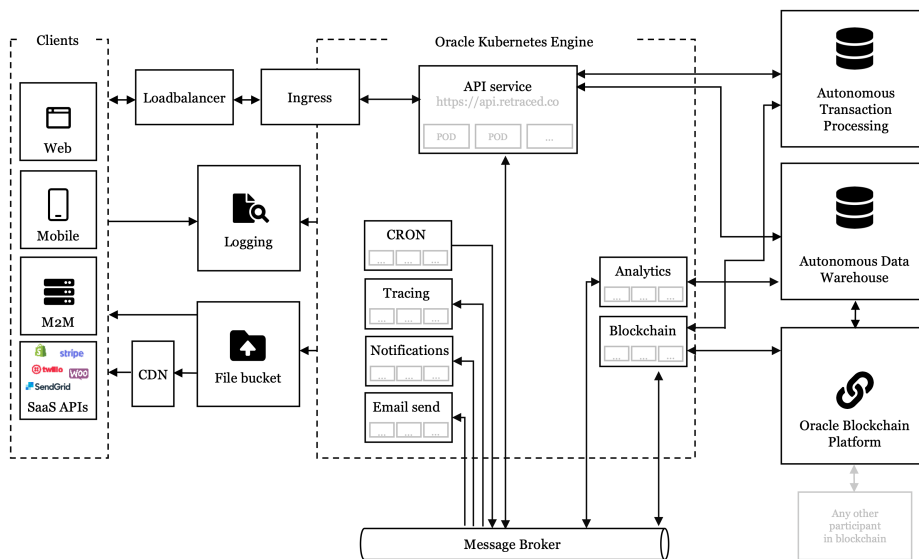 Clients
Web
Mobile
M2M
stripe
twilio
WOO
SendGrid
SaaS APIs
Loadbalancer
Ingress
Logging
File bucket
CDN
Oracle Kubernetes Engine
API service
https://api.retraced.co
POD POD ...
CRON
... ... ...
Tracing
... ... ...
Notifications
... ... ...
Email send
... ... ...
Analytics
... ... ...
Blockchain
... ... ...
Message Broker
Autonomous
Transaction
Processing
Autonomous Data
Warehouse
Oracle Blockchain
Platform
Any other
participant
in blockchain